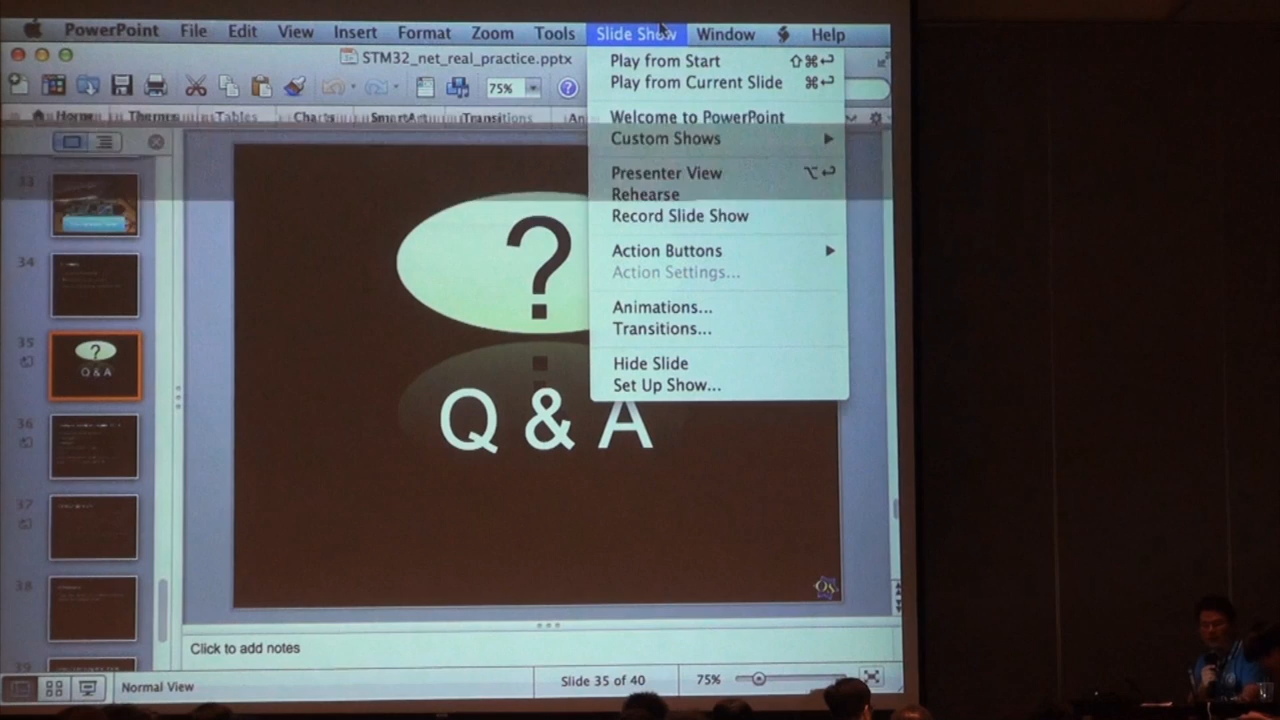 PowerPoint File Edit View Insert Format Zoom Tools Slide Show Window Help
STM32_net_real_practice.pptx
75%
Home Themes Tables Charts SmartArt Transitions An
Play from Start ⇧⌘↩
Play from Current Slide ⌘↩
Welcome to PowerPoint
Custom Shows
Presenter View ⌥↩
Rehearse
Record Slide Show
Action Buttons
Action Settings...
Animations...
Transitions...
Hide Slide
Set Up Show...
33
34
35
?
Q & A
36
37
38
39
?
Q & A
Click to add notes
Normal View Slide 35 of 40 75%